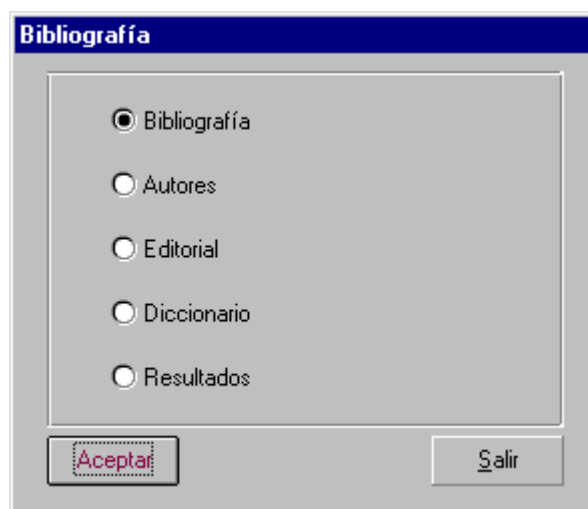 Bibliografía
Bibliografía
Autores
Editorial
Diccionario
Resultados
Aceptar
Salir